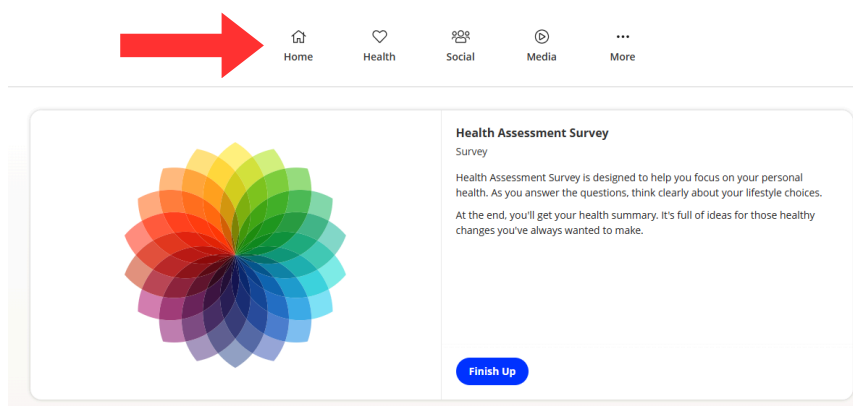 Home Health Social Media More
Health Assessment Survey
Survey
Health Assessment Survey is designed to help you focus on your personal
health. As you answer the questions, think clearly about your lifestyle choices.
At the end, you'll get your health summary. It's full of ideas for those healthy
changes you've always wanted to make.
Finish Up